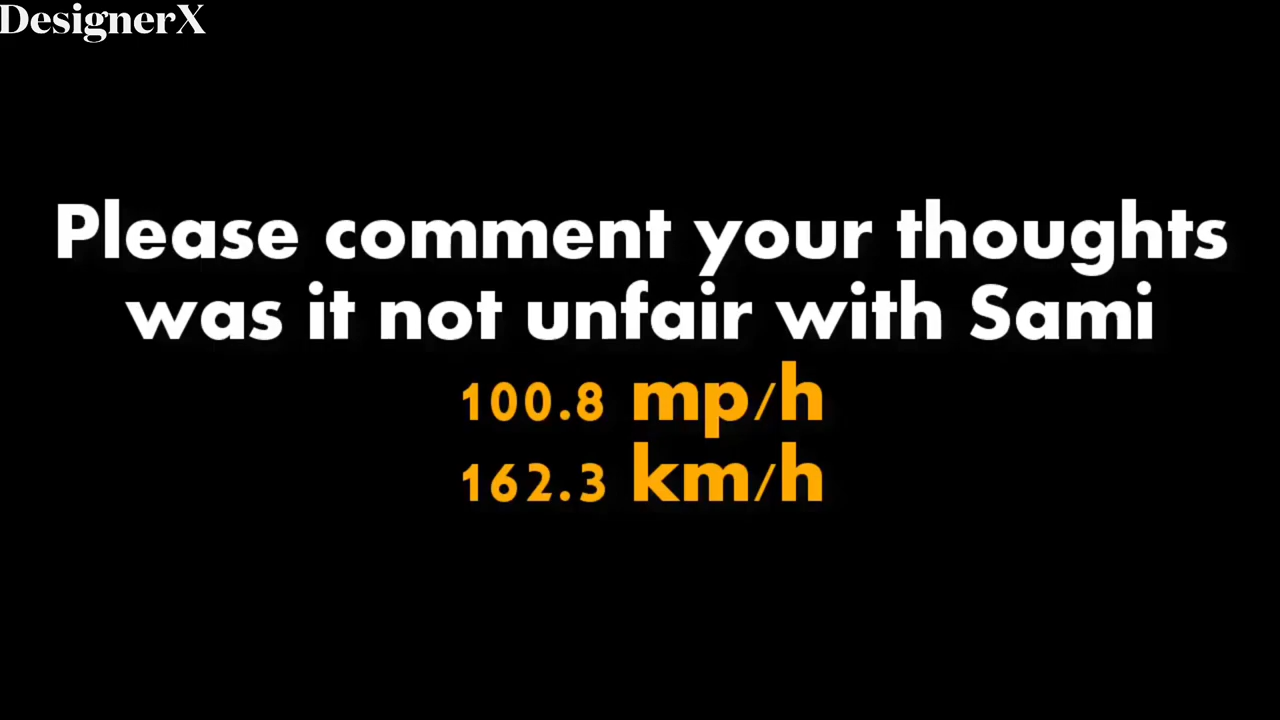 DesignerX
Please comment your thoughts
was it not unfair with Sami
100.8 mp/h
162.3 km/h